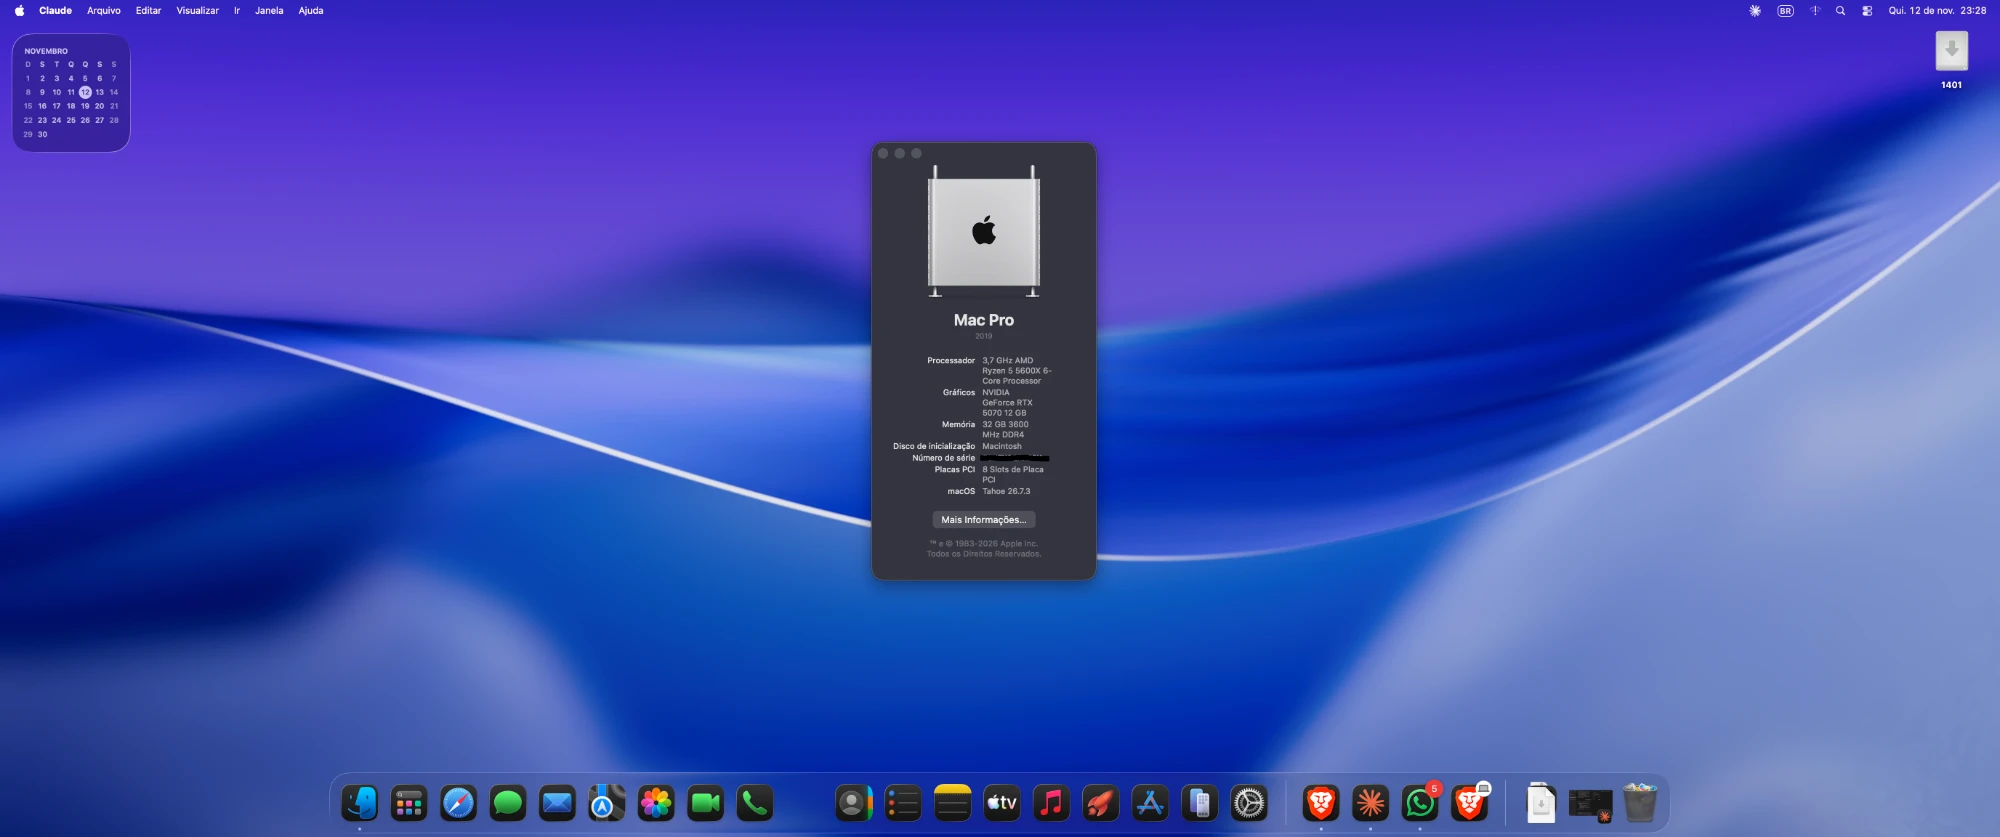 Claude Arquivo Editar Visualizar Ir Janela Ajuda
BR Qui. 12 de nov. 23:28
NOVEMBRO
D S T Q Q S S
1 2 3 4 5 6 7
8 9 10 11 12 13 14
15 16 17 18 19 20 21
22 23 24 25 26 27 28
29 30
1401
Mac Pro
2019
Processador 3,7 GHz AMD
Ryzen 5 5600X 6-
Core Processor
Gráficos NVIDIA
GeForce RTX
5070 12 GB
Memória 32 GB 3600
MHz DDR4
Disco de inicialização Macintosh
Número de série
Placas PCI 8 Slots de Placa
PCI
macOS Tahoe 26.7.3
Mais Informações...
™ e © 1983-2026 Apple Inc.
Todos os Direitos Reservados.
tv
5